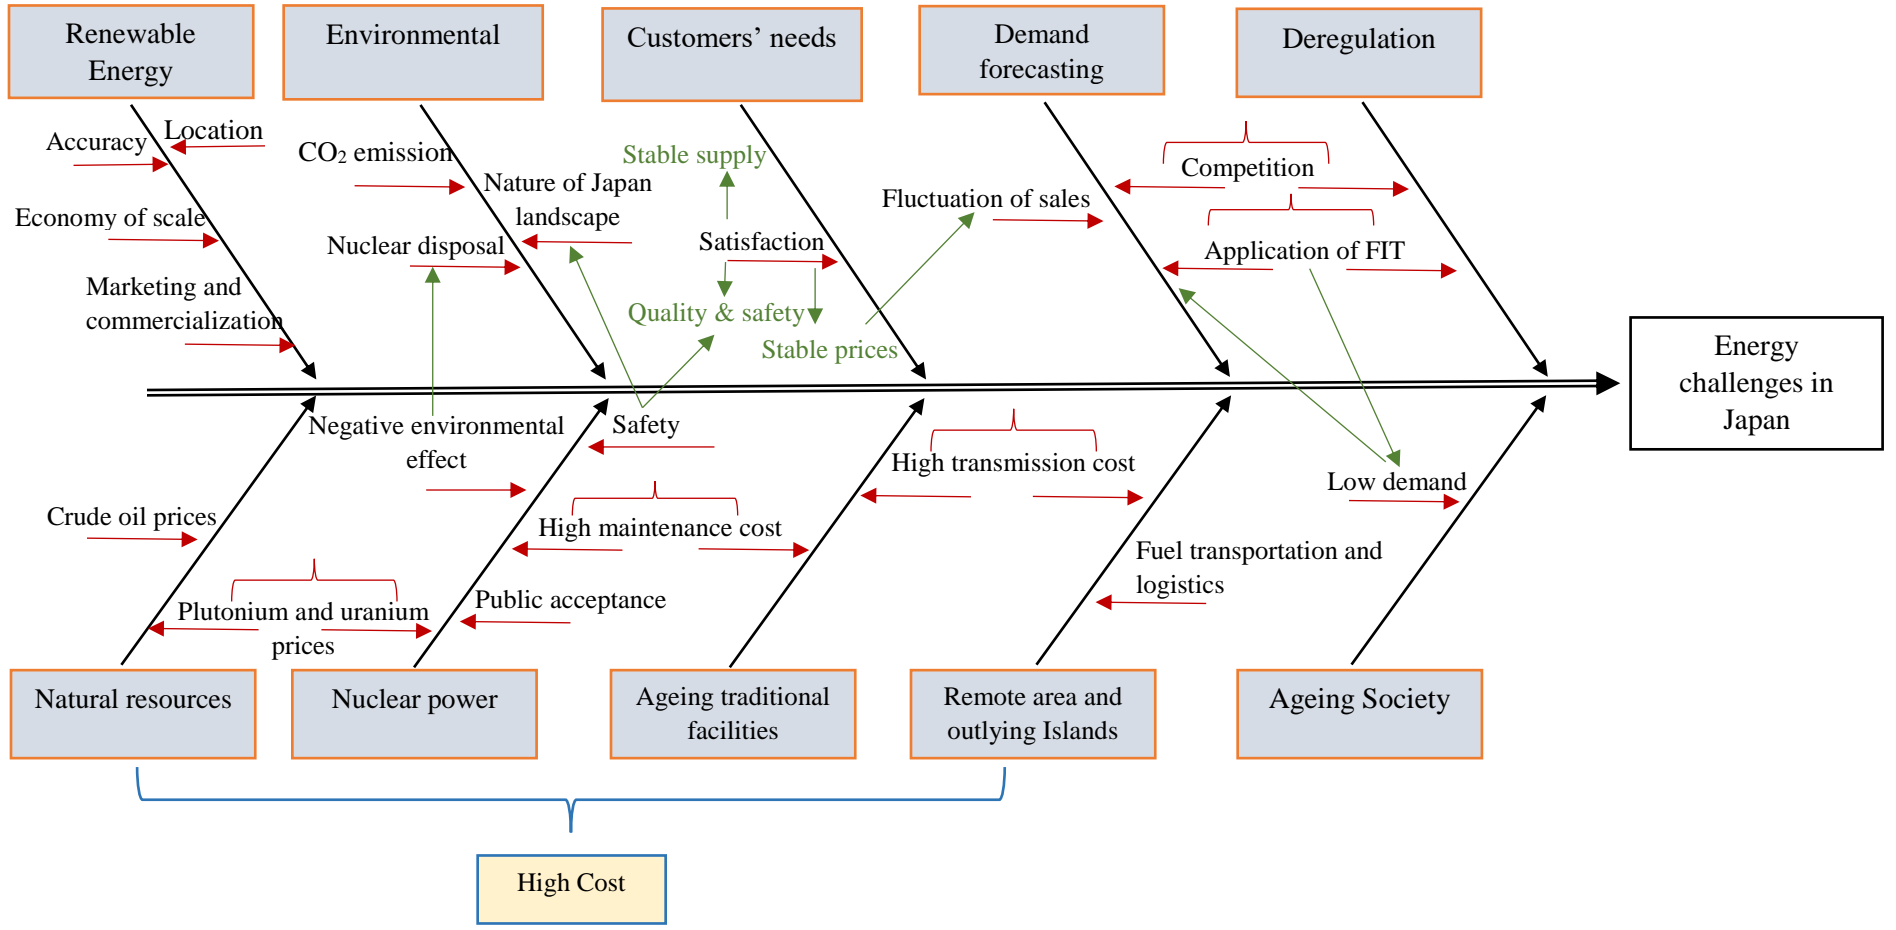 Renewable
Energy
Environmental
Customers’ needs
Demand
forecasting
Deregulation
Accuracy
Location
Economy of scale
Marketing and
commercialization
CO₂ emission
Nature of Japan
landscape
Nuclear disposal
Stable supply
Satisfaction
Quality & safety
Stable prices
Fluctuation of sales
Competition
Application of FIT
Energy
challenges in
Japan
Crude oil prices
Plutonium and uranium
prices
Negative environmental
effect
Safety
High maintenance cost
Public acceptance
High transmission cost
Fuel transportation and
logistics
Low demand
Natural resources
Nuclear power
Ageing traditional
facilities
Remote area and
outlying Islands
Ageing Society
High Cost